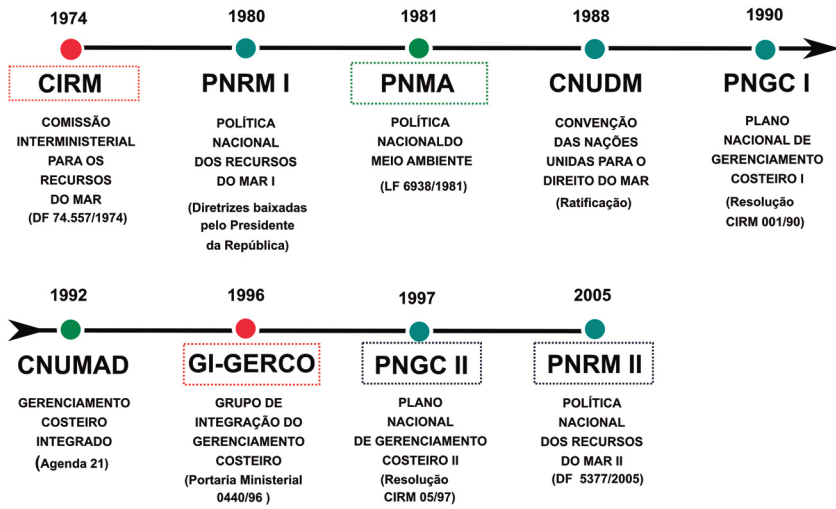 1974
1980
1981
1988
1990
CIRM
PNRM I
PNMA
CNUDM
PNGC I
COMISSÃO
INTERMINISTERIAL
PARA OS
RECURSOS
DO MAR
(DF 74.557/1974)
POLÍTICA
NACIONAL
DOS RECURSOS
DO MAR I
(Diretrizes baixadas
pelo Presidente
da República)
POLÍTICA
NACIONALDO
MEIO AMBIENTE
(LF 6938/1981)
CONVENÇÃO
DAS NAÇÕES
UNIDAS PARA O
DIREITO DO MAR
(Ratificação)
PLANO
NACIONAL DE
GERENCIAMENTO
COSTEIRO I
(Resolução
CIRM 001/90)
1992
1996
1997
2005
CNUMAD
GI-GERCO
PNGC II
PNRM II
GERENCIAMENTO
COSTEIRO
INTEGRADO
(Agenda 21)
GRUPO DE
INTEGRAÇÃO DO
GERENCIAMENTO
COSTEIRO
(Portaria Ministerial
0440/96 )
PLANO
NACIONAL
DE GERENCIAMENTO
COSTEIRO II
(Resolução
CIRM 05/97)
POLÍTICA
NACIONAL
DOS RECURSOS
DO MAR II
(DF 5377/2005)